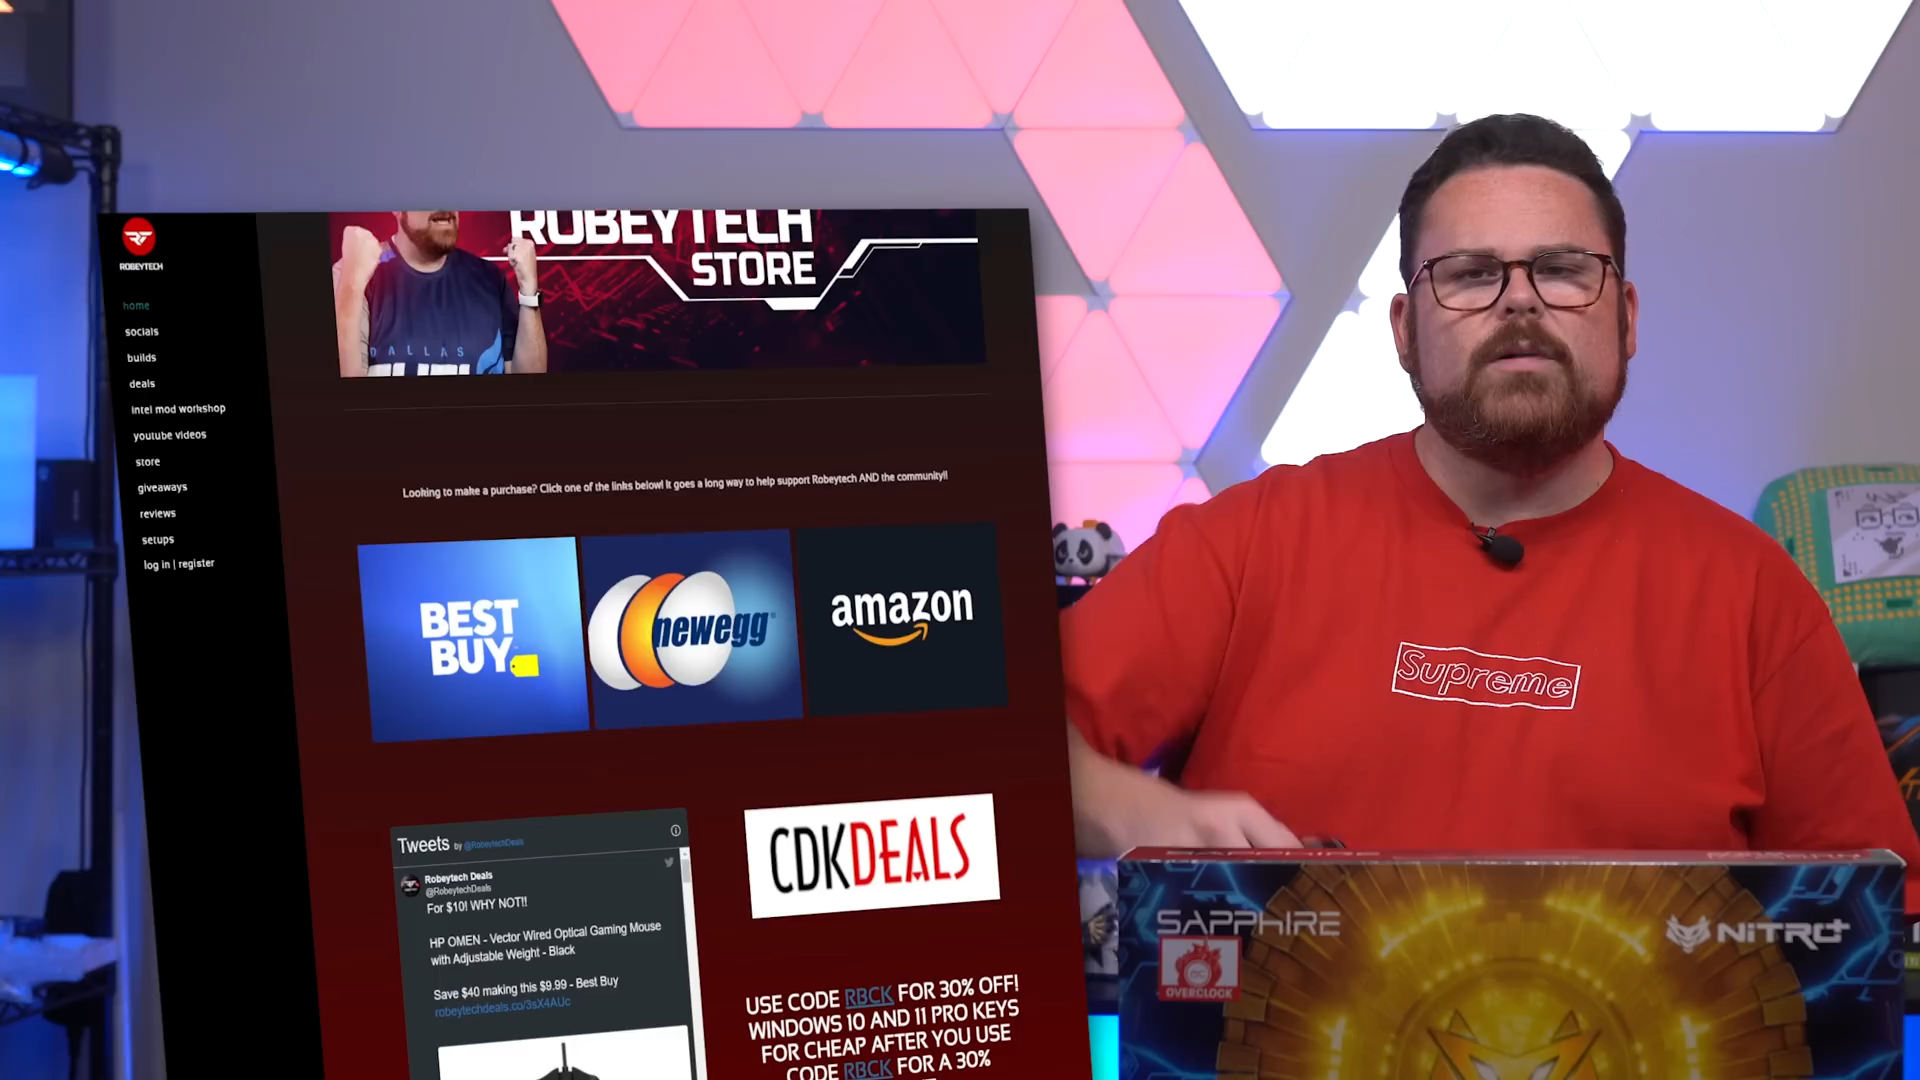 ROBEYTECH
STORE
DALLAS
ROBEYTECH
home
socials
builds
deals
intel mod workshop
youtube videos
store
giveaways
reviews
setups
log in | register
Looking to make a purchase? Click one of the links below! It goes a long way to help support Robeytech AND the community!!
BEST
BUY
newegg
amazon
Tweets by @RobeytechDeals
Robeytech Deals
@RobeytechDeals
For $10! WHY NOT!!
HP OMEN - Vector Wired Optical Gaming Mouse
with Adjustable Weight - Black
Save $40 making this $9.99 - Best Buy
robeytechdeals.co/3sX4AUc
CDKDEALS
USE CODE RBCK FOR 30% OFF!
WINDOWS 10 AND 11 PRO KEYS
FOR CHEAP AFTER YOU USE
CODE RBCK FOR A 30%
Supreme
SAPPHIRE
NITRO+
OC
OVERCLOCK